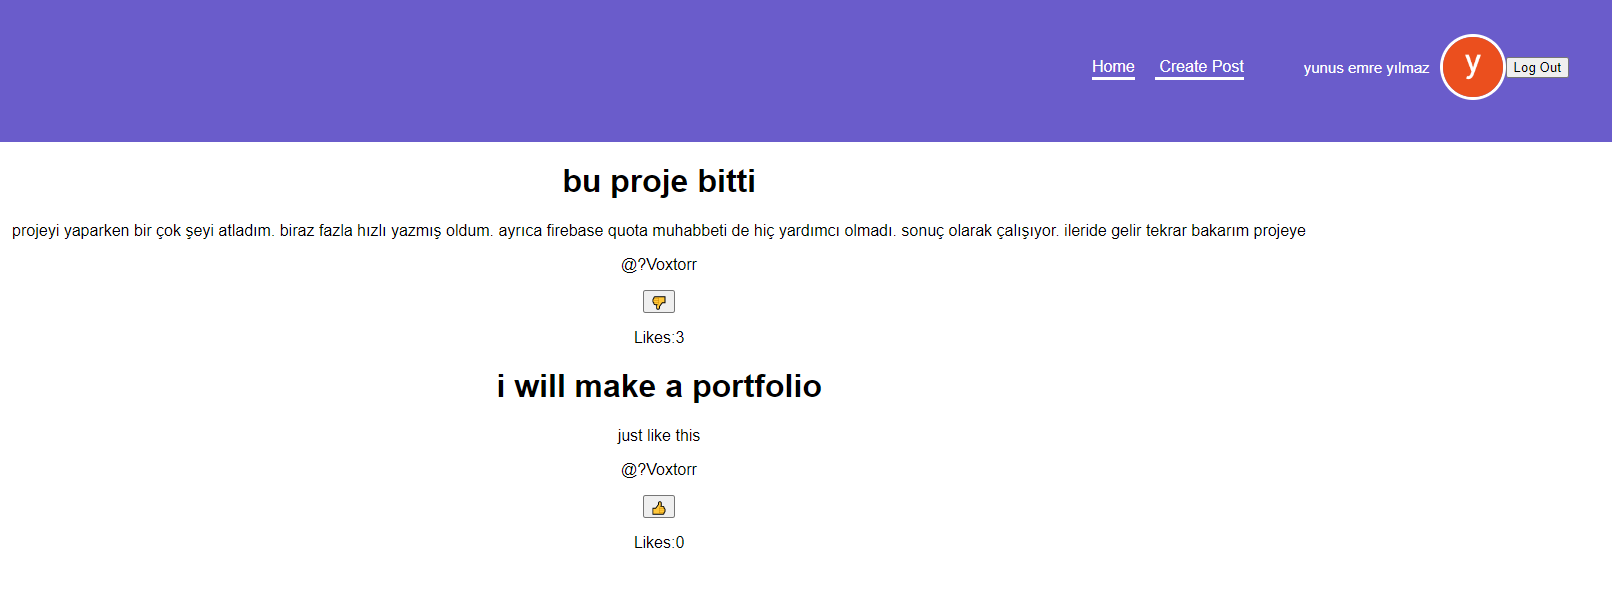 Home Create Post yunus emre yılmaz y Log Out
bu proje bitti
projeyi yaparken bir çok şeyi atladım. biraz fazla hızlı yazmış oldum. ayrıca firebase quota muhabbeti de hiç yardımcı olmadı. sonuç olarak çalışıyor. ileride gelir tekrar bakarım projeye
@?Voxtorr
Likes:3
i will make a portfolio
just like this
@?Voxtorr
Likes:0